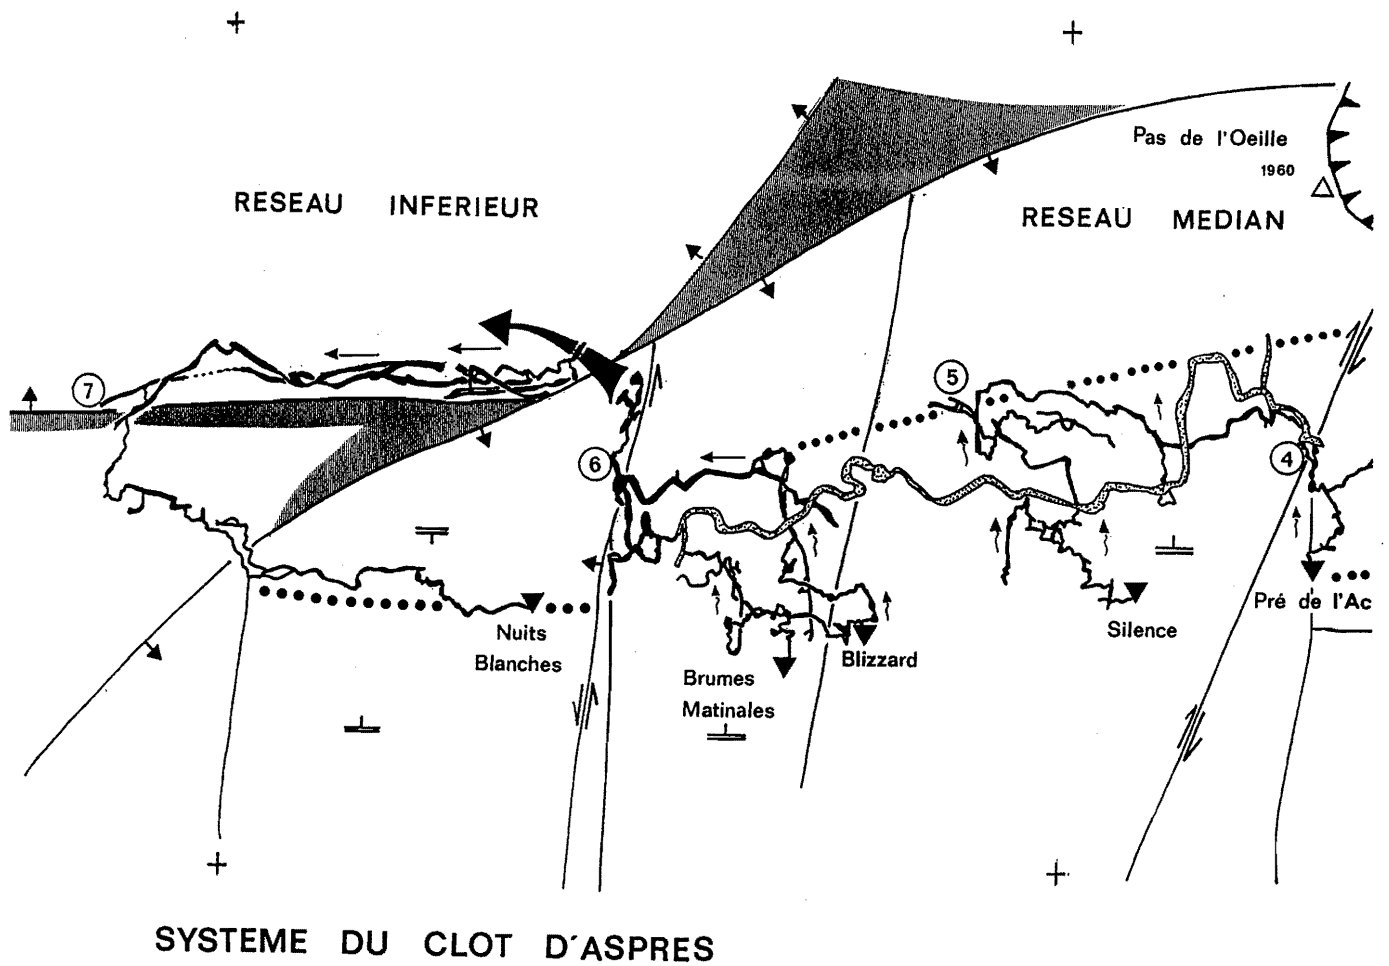 Pas de l'Oeille
1960
RESEAU INFERIEUR
RESEAU MEDIAN
7
5
6
4
Nuits
Blanches
Brumes
Matinales
Blizzard
Silence
Pré de l'Ac
SYSTEME DU CLOT D'ASPRES